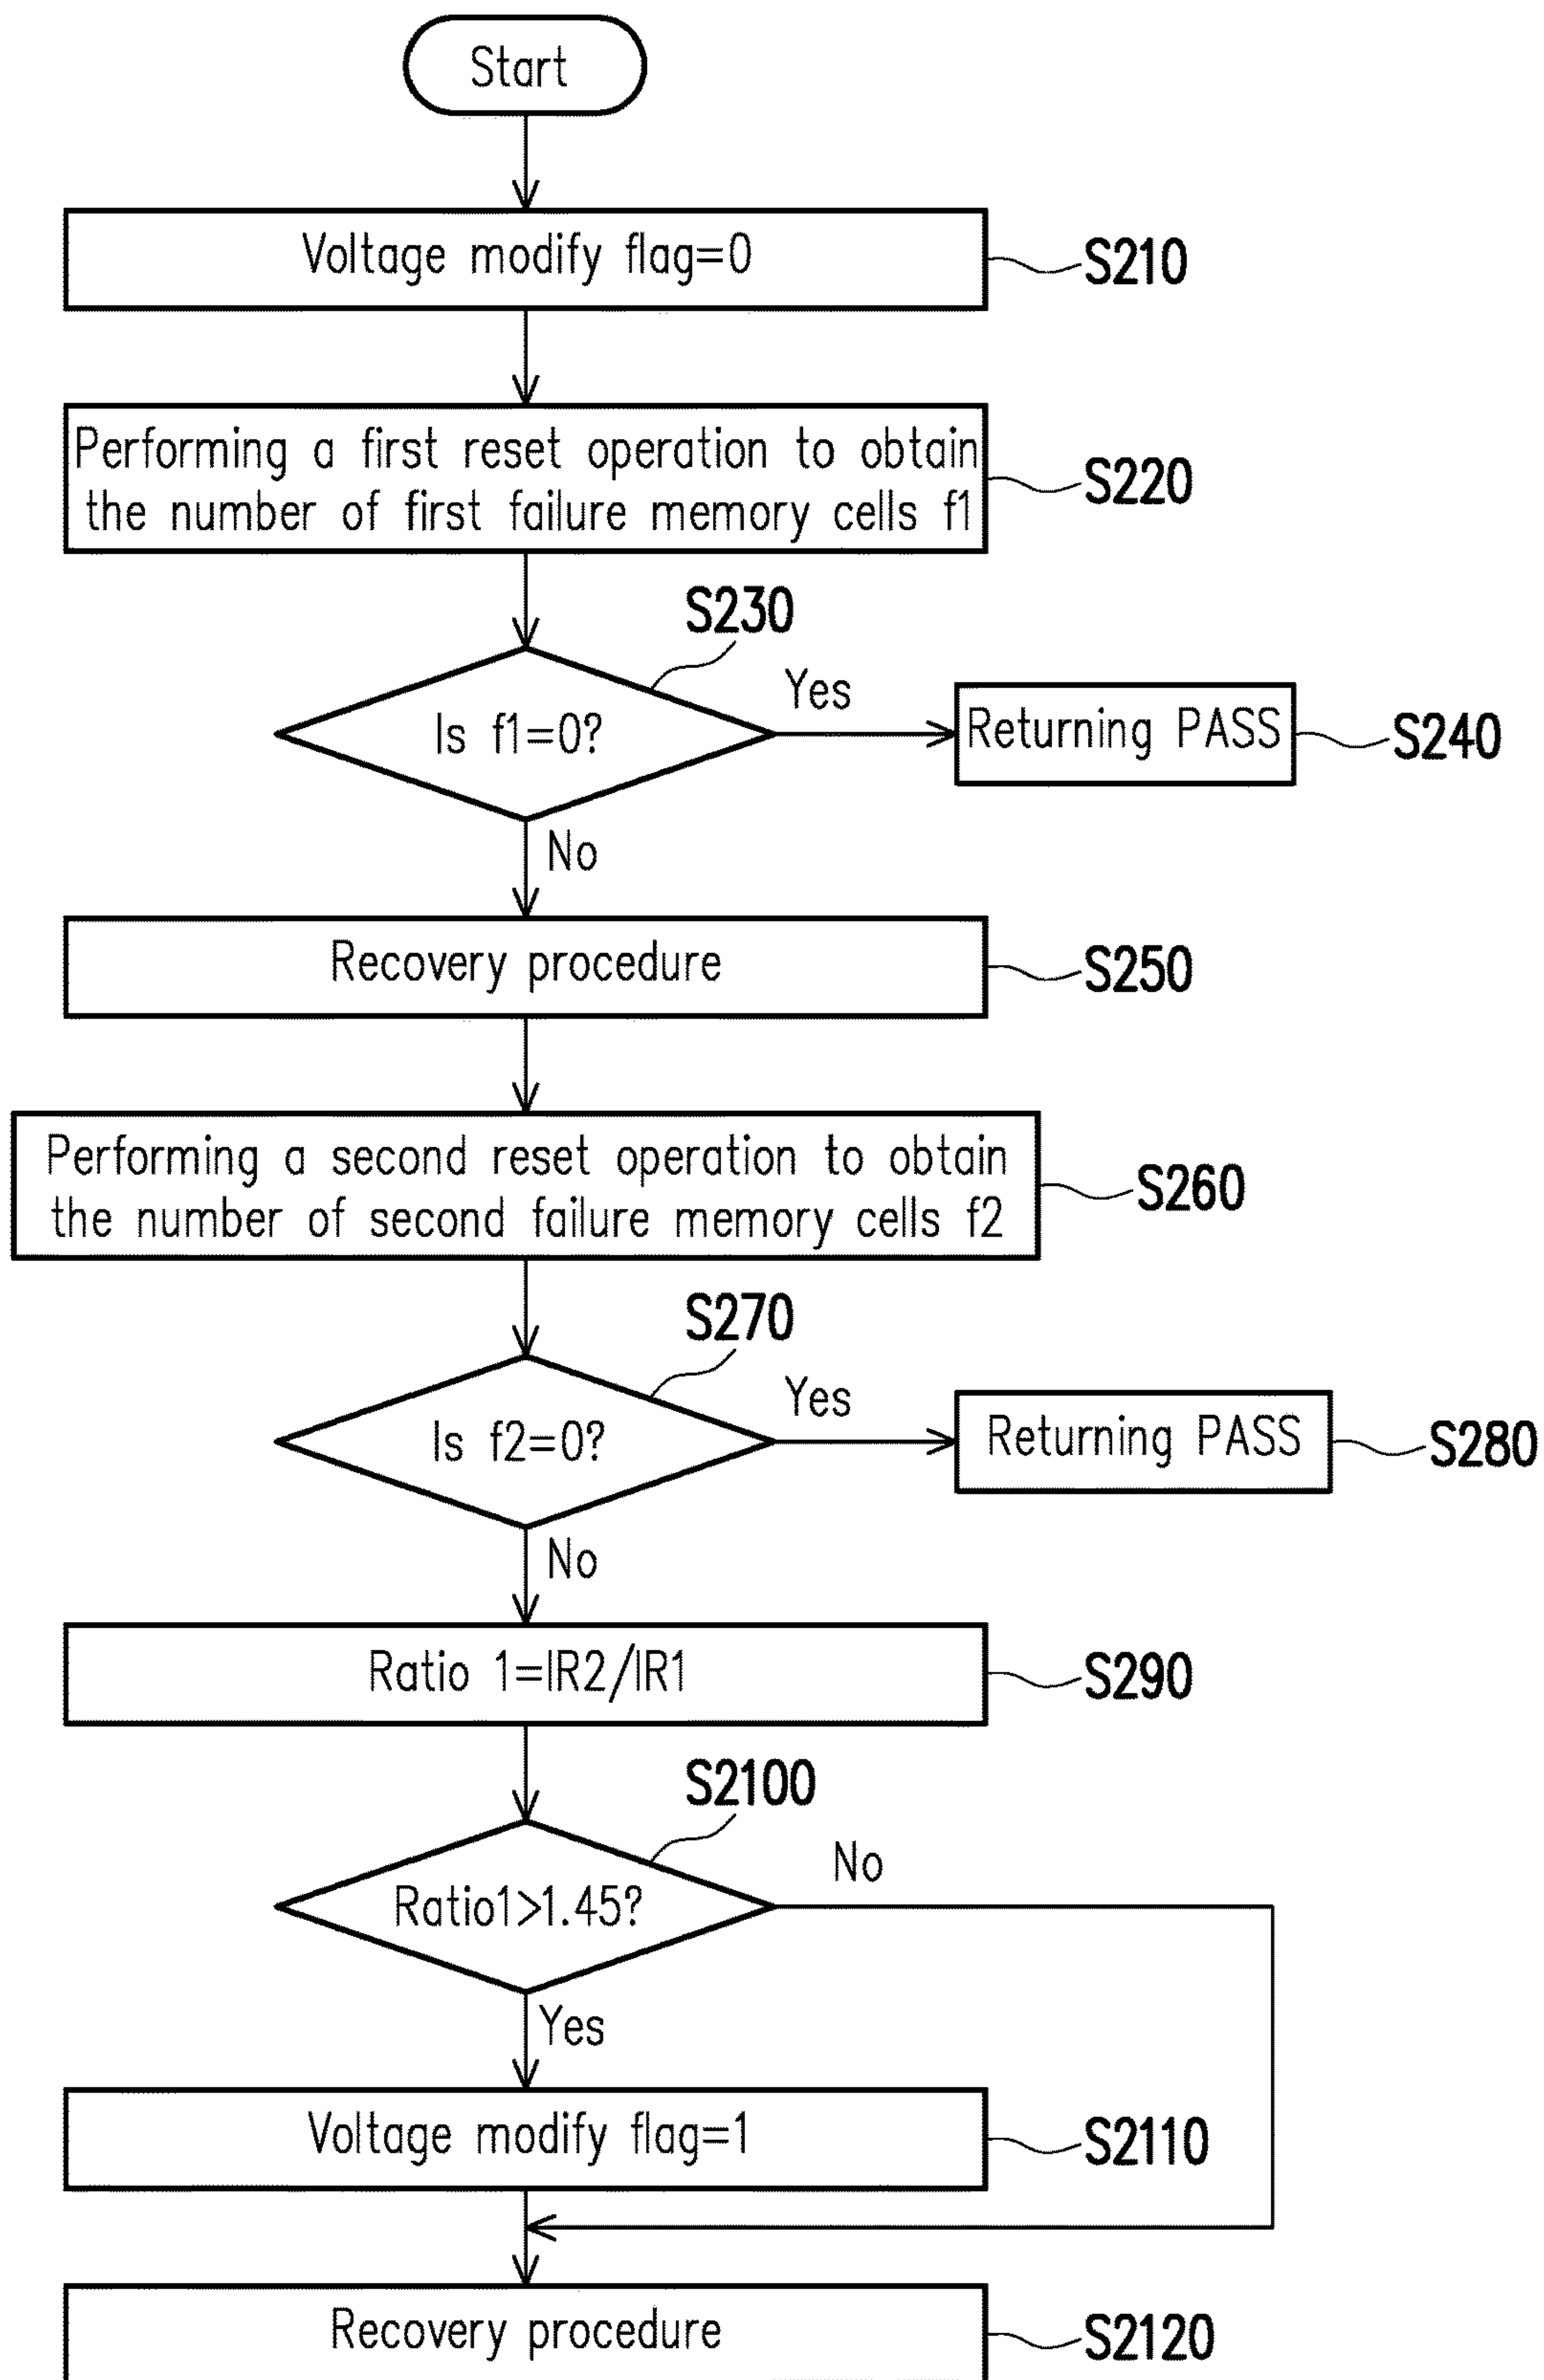 Start
Voltage modify flag=0
S210
Performing a first reset operation to obtain
the number of first failure memory cells f1
S220
S230
Is f1=0?
Yes
Returning PASS
S240
No
Recovery procedure
S250
Performing a second reset operation to obtain
the number of second failure memory cells f2
S260
S270
Is f2=0?
Yes
Returning PASS
S280
No
Ratio 1=IR2/IR1
S290
S2100
Ratio1>1.45?
No
Yes
Voltage modify flag=1
S2110
Recovery procedure
S2120